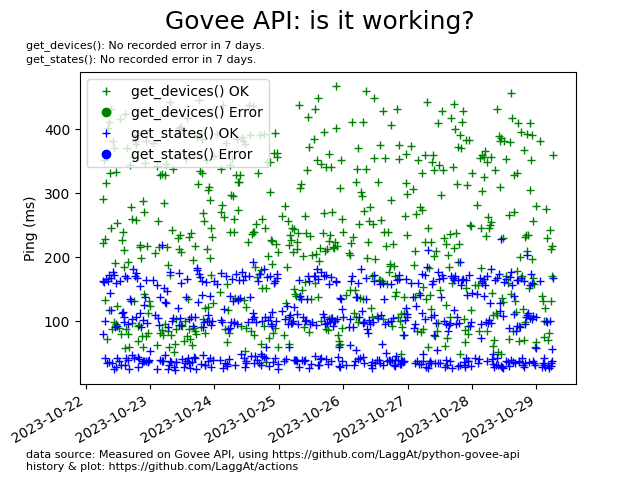 Govee API: is it working?
get_devices(): No recorded error in 7 days.
get_states(): No recorded error in 7 days.
get_devices() OK
get_devices() Error
get_states() OK
get_states() Error
Ping (ms)
400
300
200
100
2023-10-22
2023-10-23
2023-10-24
2023-10-25
2023-10-26
2023-10-27
2023-10-28
2023-10-29
data source: Measured on Govee API, using https://github.com/LaggAt/python-govee-api
history & plot: https://github.com/LaggAt/actions